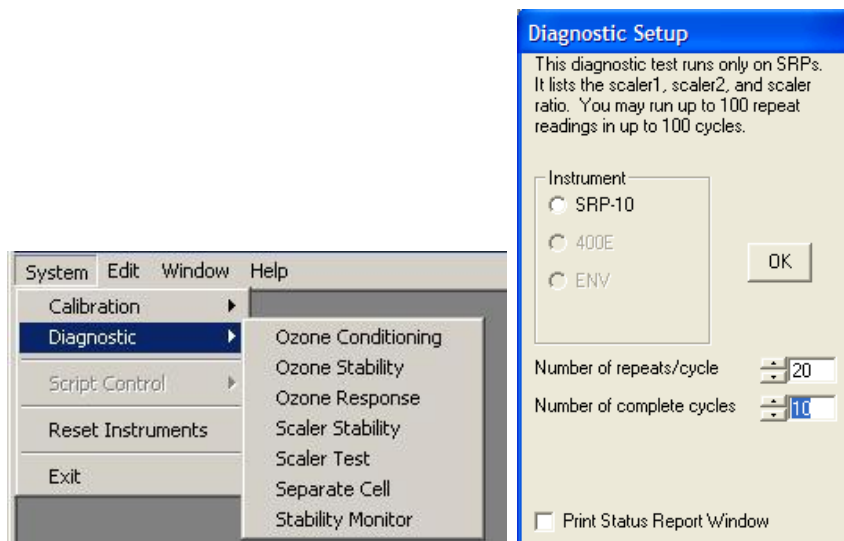 System Edit Window Help
Calibration
Diagnostic
Script Control
Reset Instruments
Exit
Ozone Conditioning
Ozone Stability
Ozone Response
Scaler Stability
Scaler Test
Separate Cell
Stability Monitor
Diagnostic Setup
This diagnostic test runs only on SRPs.
It lists the scaler1, scaler2, and scaler
ratio. You may run up to 100 repeat
readings in up to 100 cycles.
Instrument
SRP-10
400E
ENV
OK
Number of repeats/cycle 20
Number of complete cycles 10
Print Status Report Window